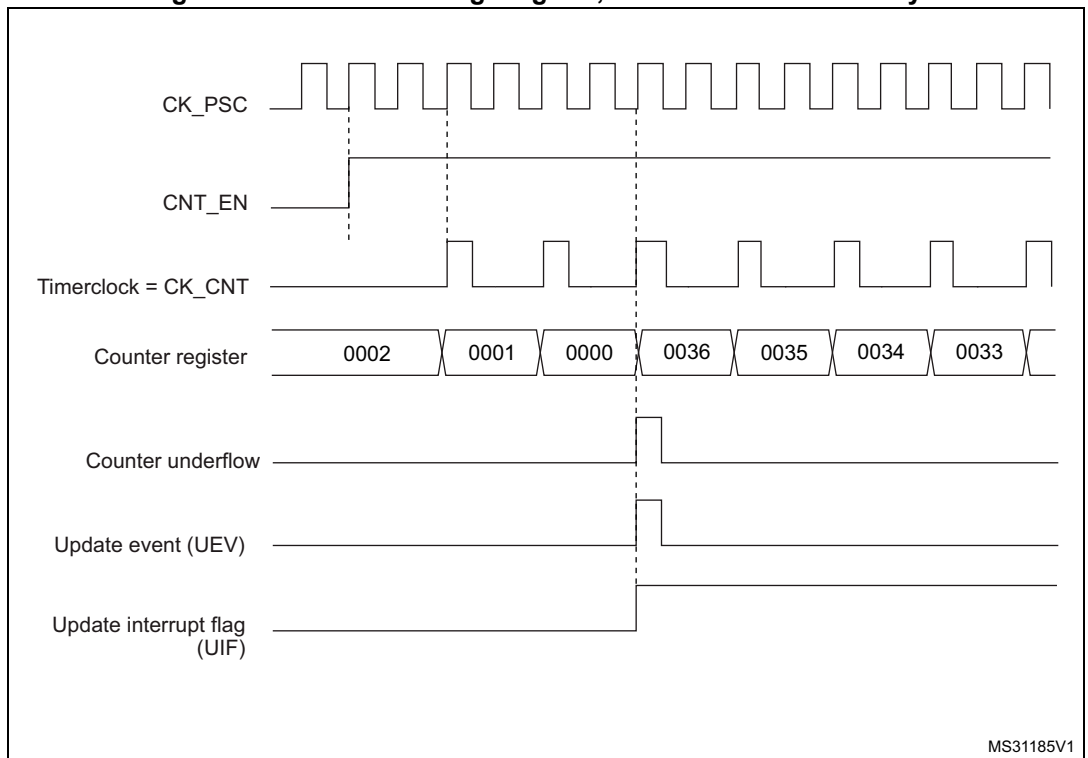 CK_PSC
CNT_EN
Timerclock = CK_CNT
Counter register
0002 0001 0000 0036 0035 0034 0033
Counter underflow
Update event (UEV)
Update interrupt flag
(UIF)
MS31185V1